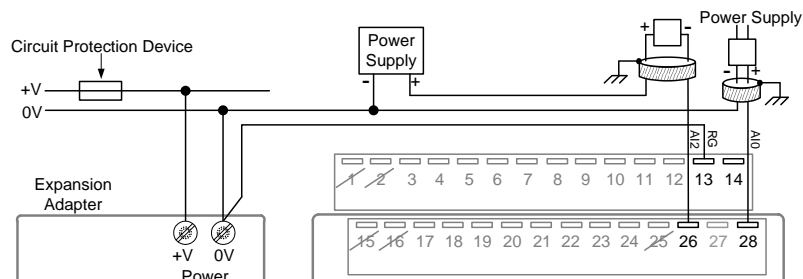 Power Supply
Circuit Protection Device
Power
Supply
+ -
- +
- +
+V
0V
AI2
RG
AI0
1 2 3 4 5 6 7 8 9 10 11 12 13 14
Expansion
Adapter
15 16 17 18 19 20 21 22 23 24 25 26 27 28
+V 0V
Power